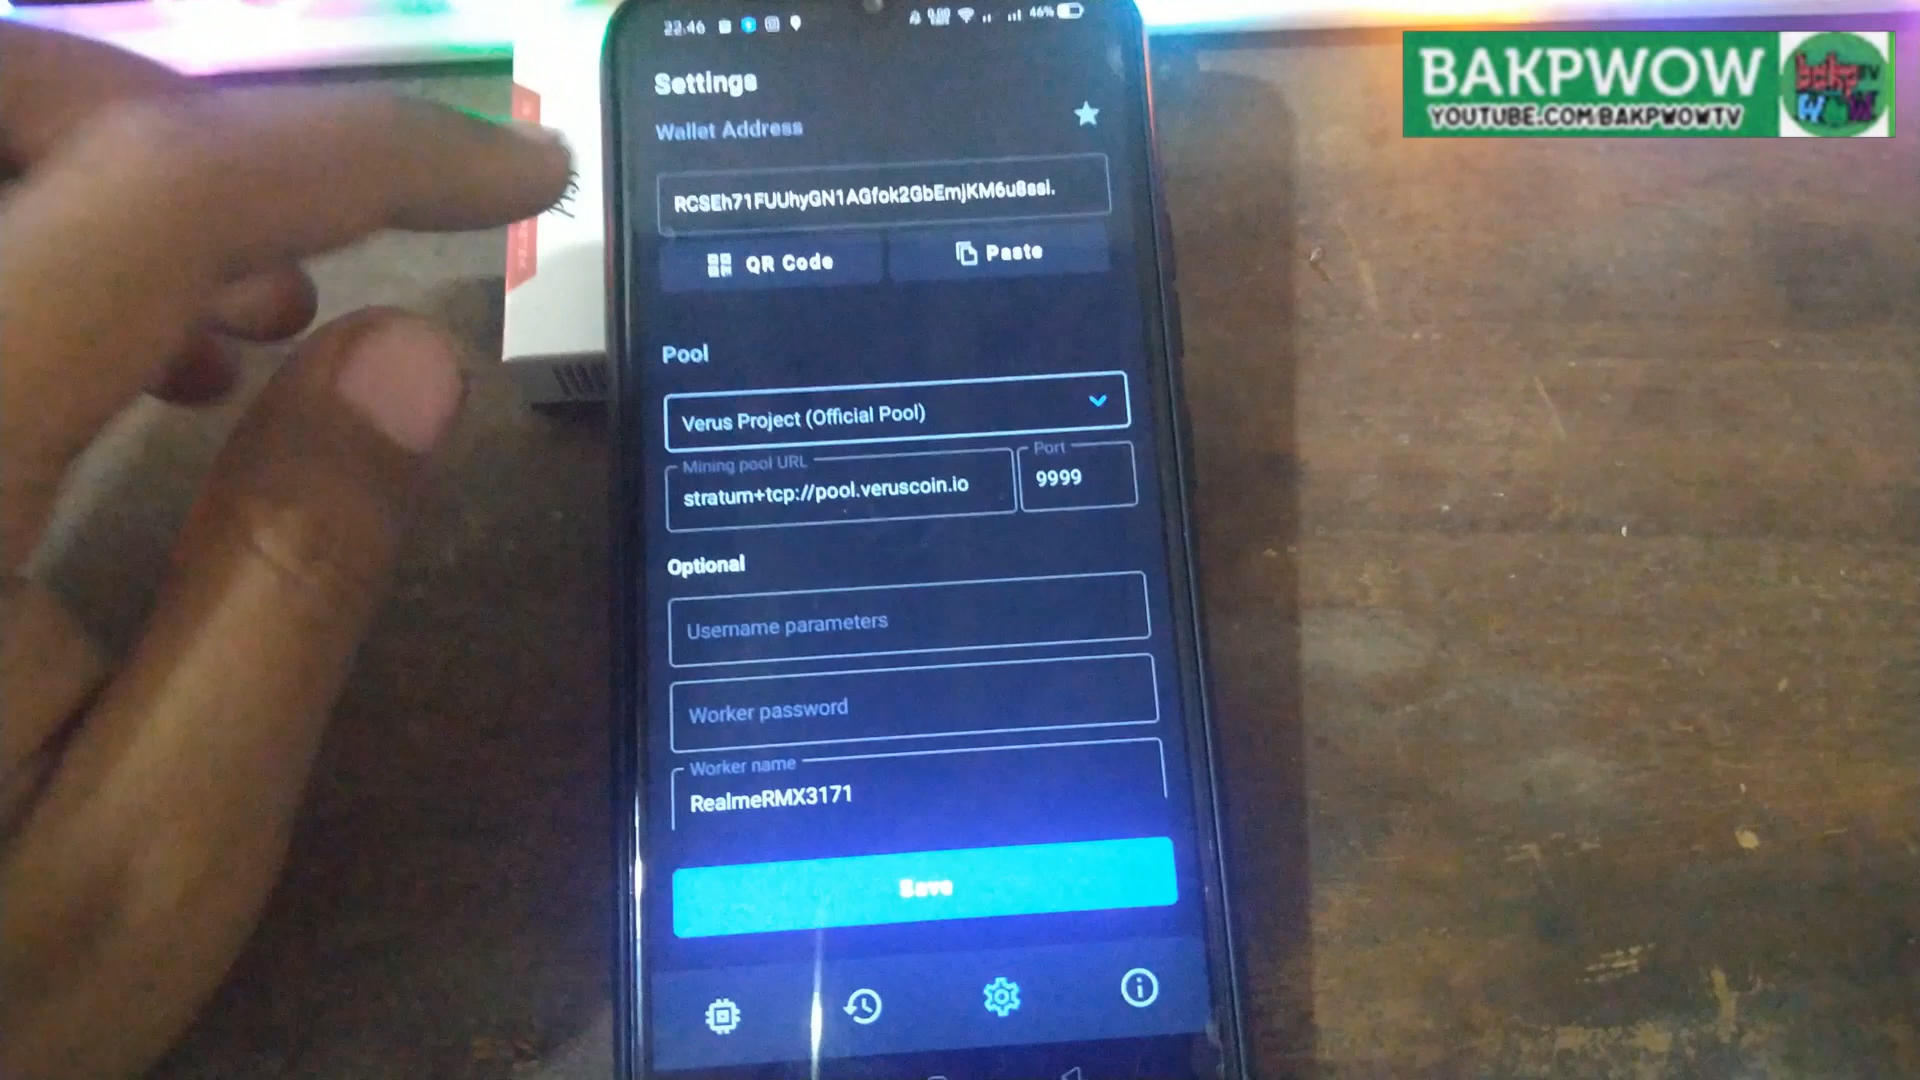 22:46
46%
BAKPWOW
YOUTUBE.COM/BAKPWOWTV
Settings
Wallet Address
RCSEh71FUUhyGN1AGfok2GbEmjKM6u8ssi.
QR Code
Paste
Pool
Verus Project (Official Pool)
Mining pool URL
Port
stratum+tcp://pool.veruscoin.io
9999
Optional
Username parameters
Worker password
Worker name
RealmeRMX3171
Save